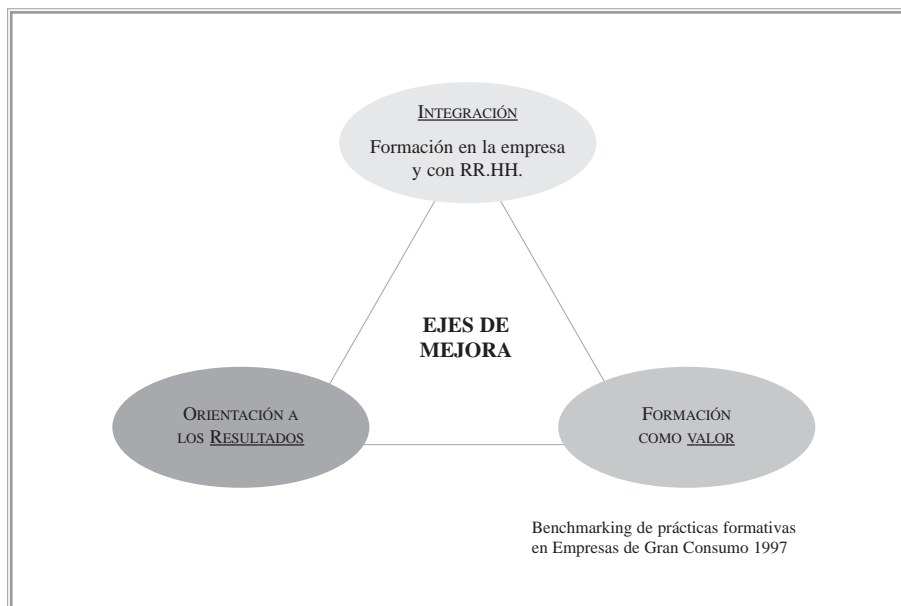 INTEGRACIÓN
Formación en la empresa
y con RR.HH.
EJES DE
MEJORA
ORIENTACIÓN A
LOS RESULTADOS
FORMACIÓN
COMO VALOR
Benchmarking de prácticas formativas
en Empresas de Gran Consumo 1997